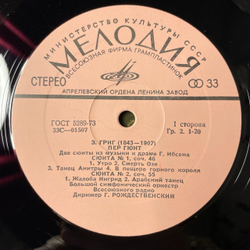 МИНИСТЕРСТВО КУЛЬТУРЫ СССР
МЕЛОДИЯ
ВСЕСОЮЗНАЯ ФИРМА ГРАМПЛАСТИНОК
СТЕРЕО
33
АПРЕЛЕВСКИЙ ОРДЕНА ЛЕНИНА ЗАВОД
ГОСТ 5289-73
33С—01507
I сторона
Гр. 2. 1-20
Э. ГРИГ (1843—1907)
ПЕР ГЮНТ
Две сюиты из музыки к драме Г. Ибсена
СЮИТА № 1, соч. 46
1. Утро 2. Смерть Озе
3. Танец Анитры 4. В пещере горного короля
СЮИТА № 2, соч. 55
1. Жалоба Ингрид 2. Арабский танец
Большой симфонический оркестр
Всесоюзного радио
Дирижер Г. РОЖДЕСТВЕНСКИЙ